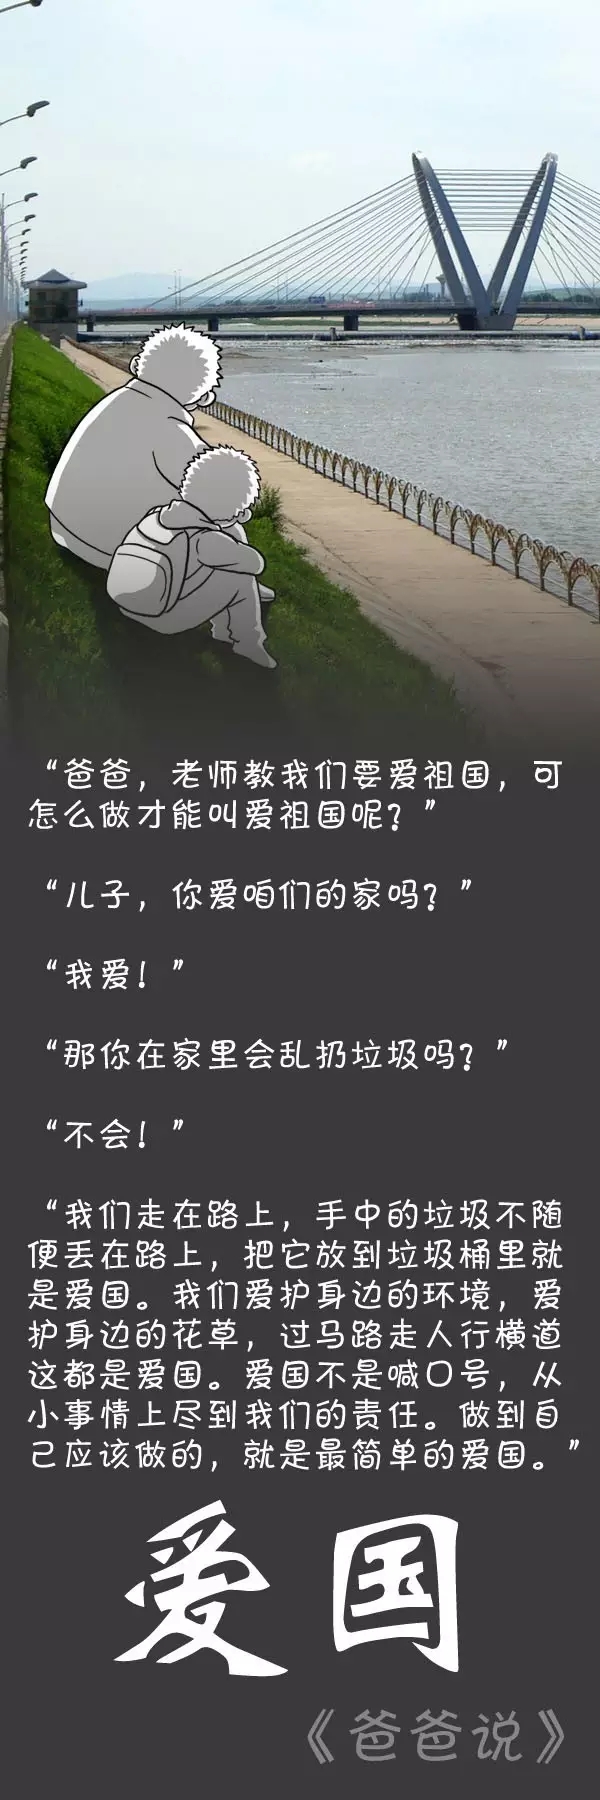 “爸爸，老师教我们要爱祖国，可
怎么做才能叫爱祖国呢？”
“儿子，你爱咱们的家吗？”
“我爱！”
“那你在家里会乱扔垃圾吗？”
“不会！”
“我们走在路上，手中的垃圾不随
便丢在路上，把它放到垃圾桶里就
是爱国。我们爱护身边的环境，爱
护身边的花草，过马路走人行横道
这都是爱国。爱国不是喊口号，从
小事情上尽到我们的责任。做到自
己应该做的，就是最简单的爱国。”
爱国
《爸爸说》